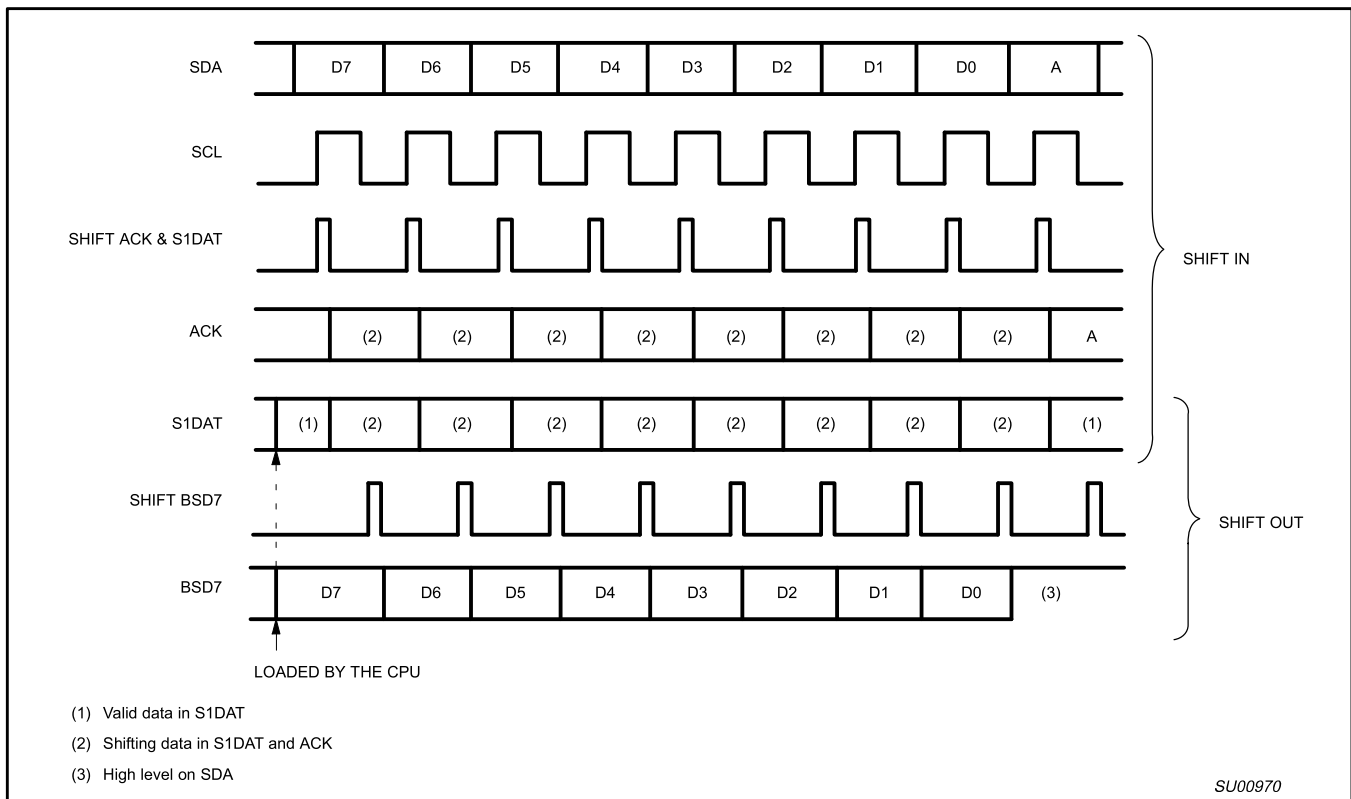 SDA D7 D6 D5 D4 D3 D2 D1 D0 A
SCL
SHIFT ACK & S1DAT
SHIFT IN
ACK (2) (2) (2) (2) (2) (2) (2) (2) A
S1DAT (1) (2) (2) (2) (2) (2) (2) (2) (2) (1)
SHIFT BSD7
SHIFT OUT
BSD7 D7 D6 D5 D4 D3 D2 D1 D0 (3)
LOADED BY THE CPU
(1) Valid data in S1DAT
(2) Shifting data in S1DAT and ACK
(3) High level on SDA
SU00970